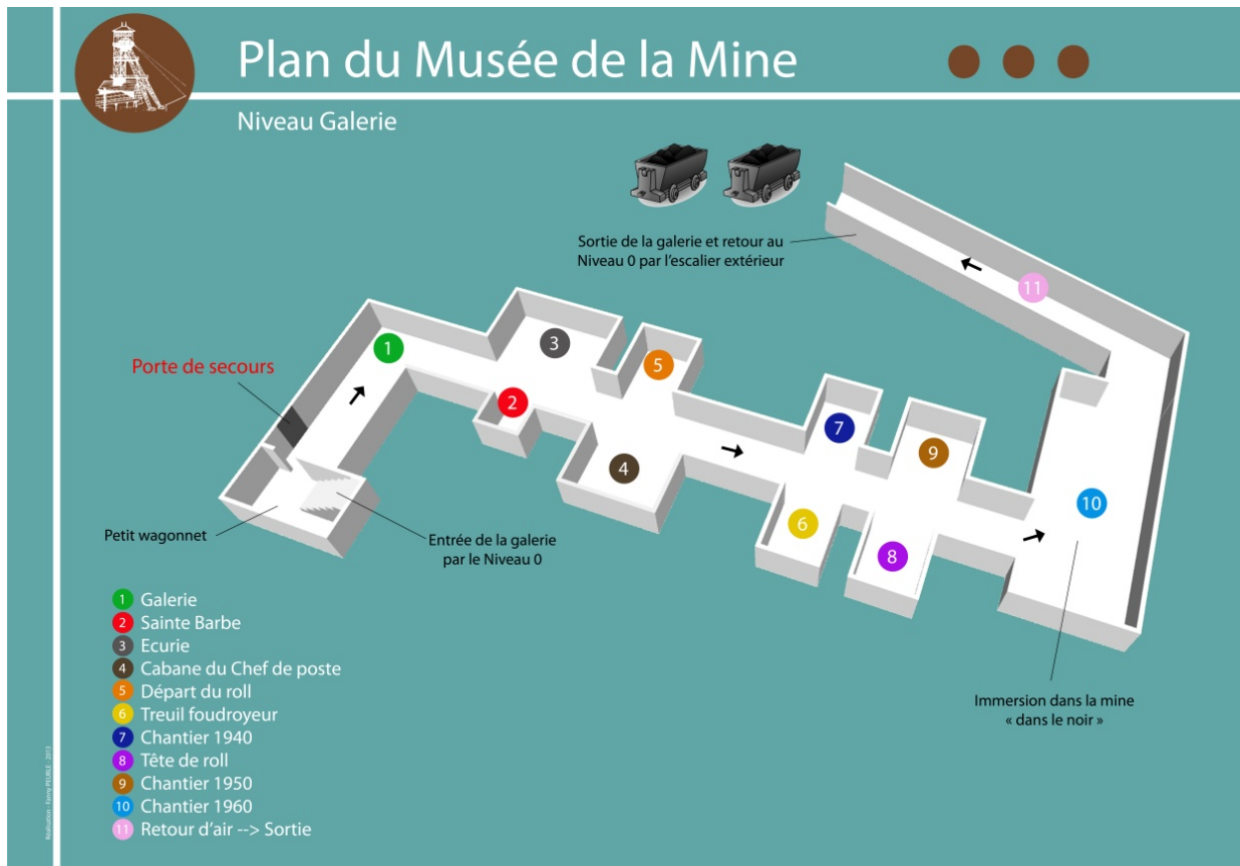 Plan du Musée de la Mine
Niveau Galerie
Sortie de la galerie et retour au
Niveau 0 par l'escalier extérieur
11
1
3
5
Porte de secours
2
7
9
4
10
6
8
Petit wagonnet
Entrée de la galerie
par le Niveau 0
1 Galerie
2 Sainte Barbe
3 Ecurie
4 Cabane du Chef de poste
5 Départ du roll
6 Treuil foudroyeur
7 Chantier 1940
8 Tête de roll
9 Chantier 1950
10 Chantier 1960
11 Retour d'air --> Sortie
Immersion dans la mine
« dans le noir »